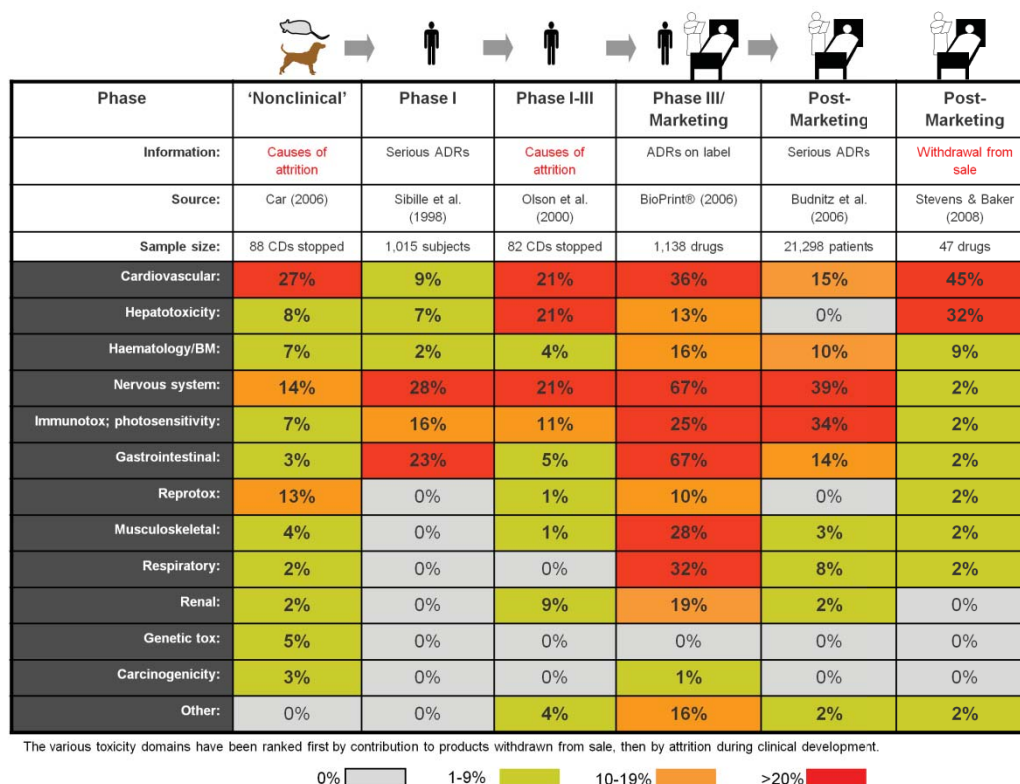 Phase 'Nonclinical' Phase I Phase I-III Phase III/ Post- Post-
Marketing Marketing Marketing
Information: Causes of Serious ADRs Causes of ADRs on label Serious ADRs Withdrawal from
attrition attrition sale
Source: Car (2006) Sibille et al. Olson et al. BioPrint® (2006) Budnitz et al. Stevens & Baker
(1998) (2000) (2006) (2008)
Sample size: 88 CDs stopped 1,015 subjects 82 CDs stopped 1,138 drugs 21,298 patients 47 drugs
Cardiovascular: 27% 9% 21% 36% 15% 45%
Hepatotoxicity: 8% 7% 21% 13% 0% 32%
Haematology/BM: 7% 2% 4% 16% 10% 9%
Nervous system: 14% 28% 21% 67% 39% 2%
Immunotox; photosensitivity: 7% 16% 11% 25% 34% 2%
Gastrointestinal: 3% 23% 5% 67% 14% 2%
Reprotox: 13% 0% 1% 10% 0% 2%
Musculoskeletal: 4% 0% 1% 28% 3% 2%
Respiratory: 2% 0% 0% 32% 8% 2%
Renal: 2% 0% 9% 19% 2% 0%
Genetic tox: 5% 0% 0% 0% 0% 0%
Carcinogenicity: 3% 0% 0% 1% 0% 0%
Other: 0% 0% 4% 16% 2% 2%
The various toxicity domains have been ranked first by contribution to products withdrawn from sale, then by attrition during clinical development.
0% 1-9% 10-19% >20%